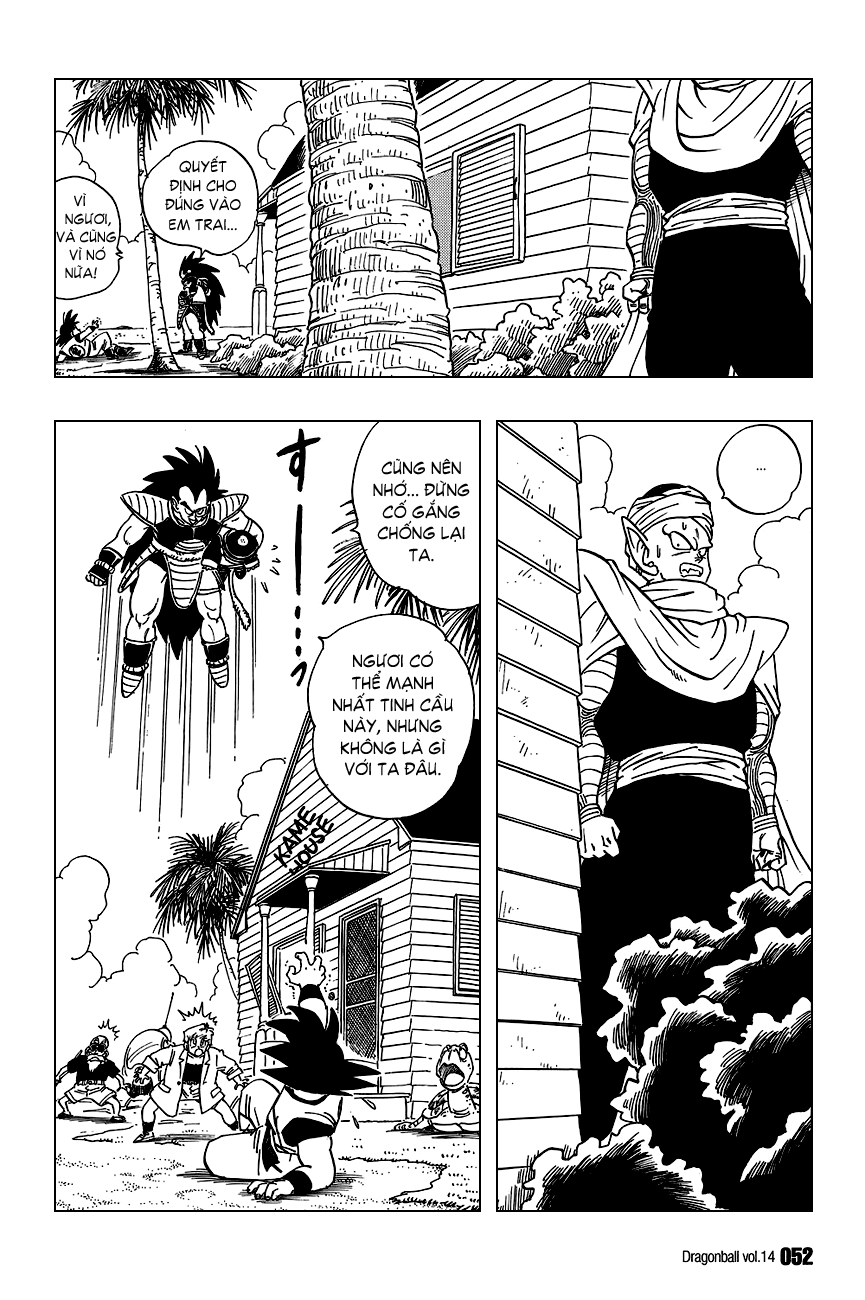 QUYẾT
ĐỊNH CHO
ĐÚNG VÀO
EM TRAI...
VÌ
NGƯƠI,
VÀ CŨNG
VÌ NÓ
NỮA!
...
CŨNG NÊN
NHỚ... ĐỪNG
CỐ GẮNG
CHỐNG LẠI
TA.
NGƯƠI CÓ
THỂ MẠNH
NHẤT TINH CẦU
NÀY, NHƯNG
KHÔNG LÀ GÌ
VỚI TA ĐÂU.
すー…
KAME
HOUSE
Dragonball vol.14 052